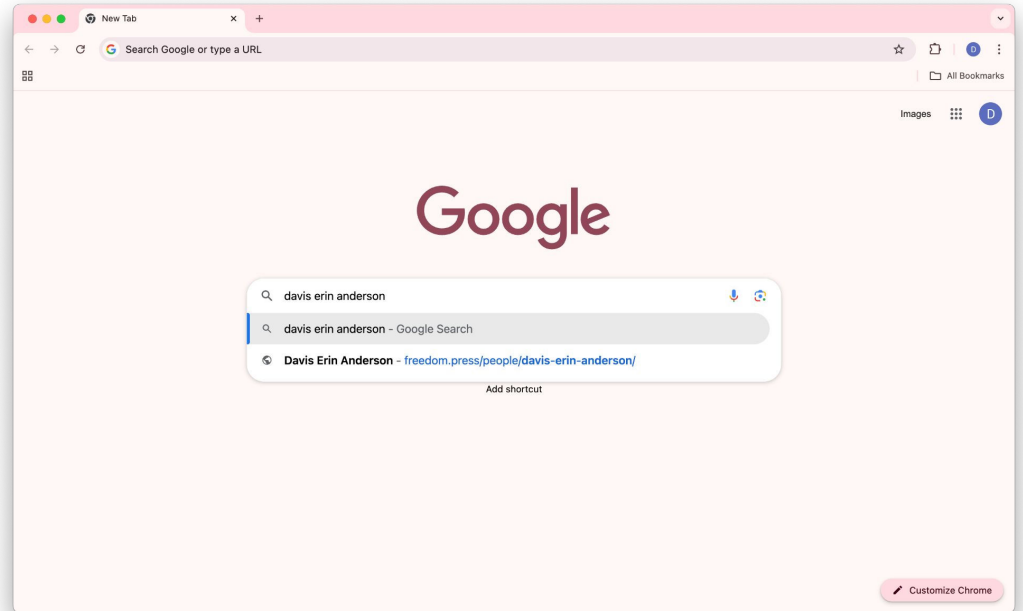 New Tab
Search Google or type a URL
All Bookmarks
Images
D
Google
davis erin anderson
davis erin anderson - Google Search
Davis Erin Anderson - freedom.press/people/davis-erin-anderson/
Add shortcut
Customize Chrome